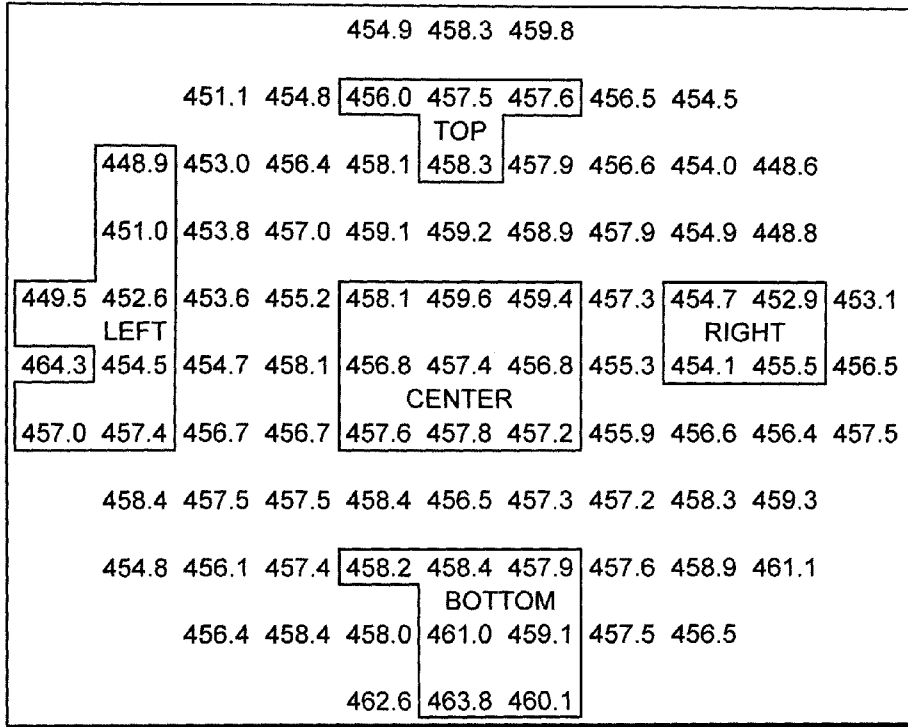 454.9 458.3 459.8
451.1 454.8 456.0 457.5 457.6 456.5 454.5
TOP
448.9 453.0 456.4 458.1 458.3 457.9 456.6 454.0 448.6
451.0 453.8 457.0 459.1 459.2 458.9 457.9 454.9 448.8
449.5 452.6 453.6 455.2 458.1 459.6 459.4 457.3 454.7 452.9 453.1
LEFT RIGHT
464.3 454.5 454.7 458.1 456.8 457.4 456.8 455.3 454.1 455.5 456.5
CENTER
457.0 457.4 456.7 456.7 457.6 457.8 457.2 455.9 456.6 456.4 457.5
458.4 457.5 457.5 458.4 456.5 457.3 457.2 458.3 459.3
454.8 456.1 457.4 458.2 458.4 457.9 457.6 458.9 461.1
BOTTOM
456.4 458.4 458.0 461.0 459.1 457.5 456.5
462.6 463.8 460.1